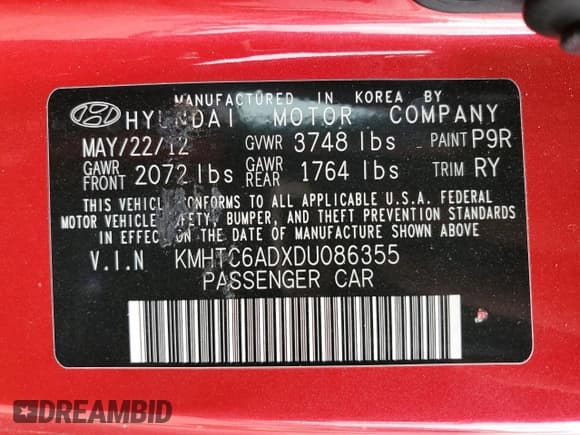 MANUFACTURED IN KOREA BY
HYUNDAI MOTOR COMPANY
MAY/22/12 GVWR 3748 lbs PAINT P9R
GAWR FRONT 2072 lbs GAWR REAR 1764 lbs TRIM RY
THIS VEHICLE CONFORMS TO ALL APPLICABLE U.S.A. FEDERAL
MOTOR VEHICLE SAFETY, BUMPER, AND THEFT PREVENTION STANDARDS
IN EFFECT ON THE DATE OF MANUFACTURE SHOWN ABOVE.
V.I.N KMHTC6ADXDU086355
PASSENGER CAR
DREAMBID